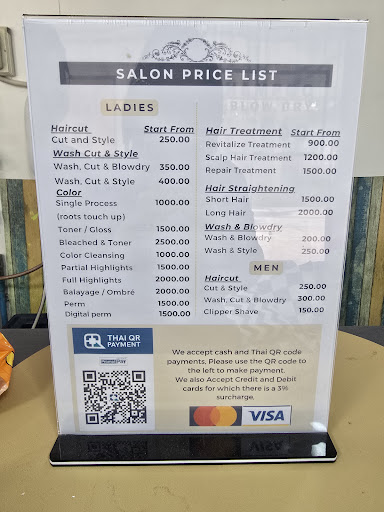 SALON PRICE LIST
LADIES
Haircut Start From
Cut and Style 250.00
Wash Cut & Style
Wash, Cut & Blowdry 350.00
Wash, Cut & Style 400.00
Color
Single Process 1000.00
(roots touch up)
Toner / Gloss 1500.00
Bleached & Toner 2500.00
Color Cleansing 1000.00
Partial Highlights 1500.00
Full Highlights 2000.00
Balayage / Ombré 2000.00
Perm 1500.00
Digital perm 1500.00
Hair Treatment Start From
Revitalize Treatment 900.00
Scalp Hair Treatment 1200.00
Repair Treatment 1500.00
Hair Straightening
Short Hair 1500.00
Long Hair 2000.00
Wash & Blowdry
Wash & Blowdry 200.00
Wash & Style 250.00
MEN
Haircut
Cut & Style 250.00
Wash, Cut & Blowdry 300.00
Clipper Shave 150.00
THAI QR
PAYMENT
PromptPay
We accept cash and Thai QR code
payments. Please use the QR code to
the left to make payment.
We also Accept Credit and Debit
cards for which there is a 3%
surcharge.
VISA